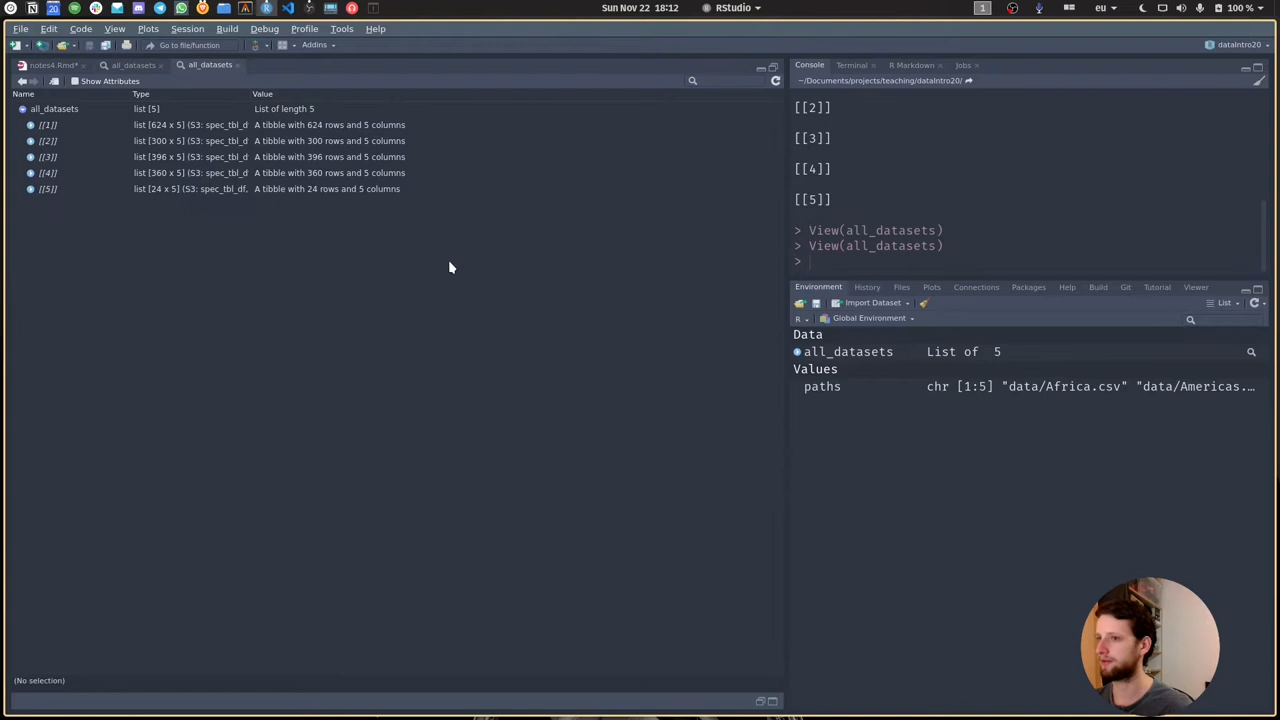 Sun Nov 22 18:12
RStudio
1
eu
100 %
File Edit Code View Plots Session Build Debug Profile Tools Help
Go to file/function
Addins
dataIntro20
notes4.Rmd*
all_datasets
all_datasets
Show Attributes
Name Type Value
all_datasets list [5] List of length 5
[[1]] list [624 x 5] (S3: spec_tbl_d A tibble with 624 rows and 5 columns
[[2]] list [300 x 5] (S3: spec_tbl_d A tibble with 300 rows and 5 columns
[[3]] list [396 x 5] (S3: spec_tbl_d A tibble with 396 rows and 5 columns
[[4]] list [360 x 5] (S3: spec_tbl_d A tibble with 360 rows and 5 columns
[[5]] list [24 x 5] (S3: spec_tbl_df, A tibble with 24 rows and 5 columns
(No selection)
Console Terminal R Markdown Jobs
~/Documents/projects/teaching/dataIntro20/
[[2]]
[[3]]
[[4]]
[[5]]
> View(all_datasets)
> View(all_datasets)
>
Environment History Files Plots Connections Packages Help Build Git Tutorial Viewer
Import Dataset
List
R
Global Environment
Data
all_datasets List of 5
Values
paths chr [1:5] "data/Africa.csv" "data/Americas.…